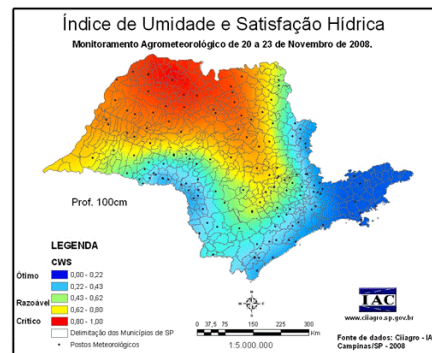 Índice de Umidade e Satisfação Hídrica
Monitoramento Agrometeorológico de 20 a 23 de Novembro de 2008.
Prof. 100cm
LEGENDA
CWS
Ótimo
0,00 - 0,22
0,22 - 0,43
Razoável
0,43 - 0,62
0,62 - 0,80
Crítico
0,80 - 1,00
Delimitação dos Municípios de SP
Postos Meteorológicos
0 37,5 75 150 225 300
Km
1:5.000.000
IAC
www.ciiagro.sp.gov.br
Fonte de dados: Ciiagro - IA
Campinas/SP - 2008